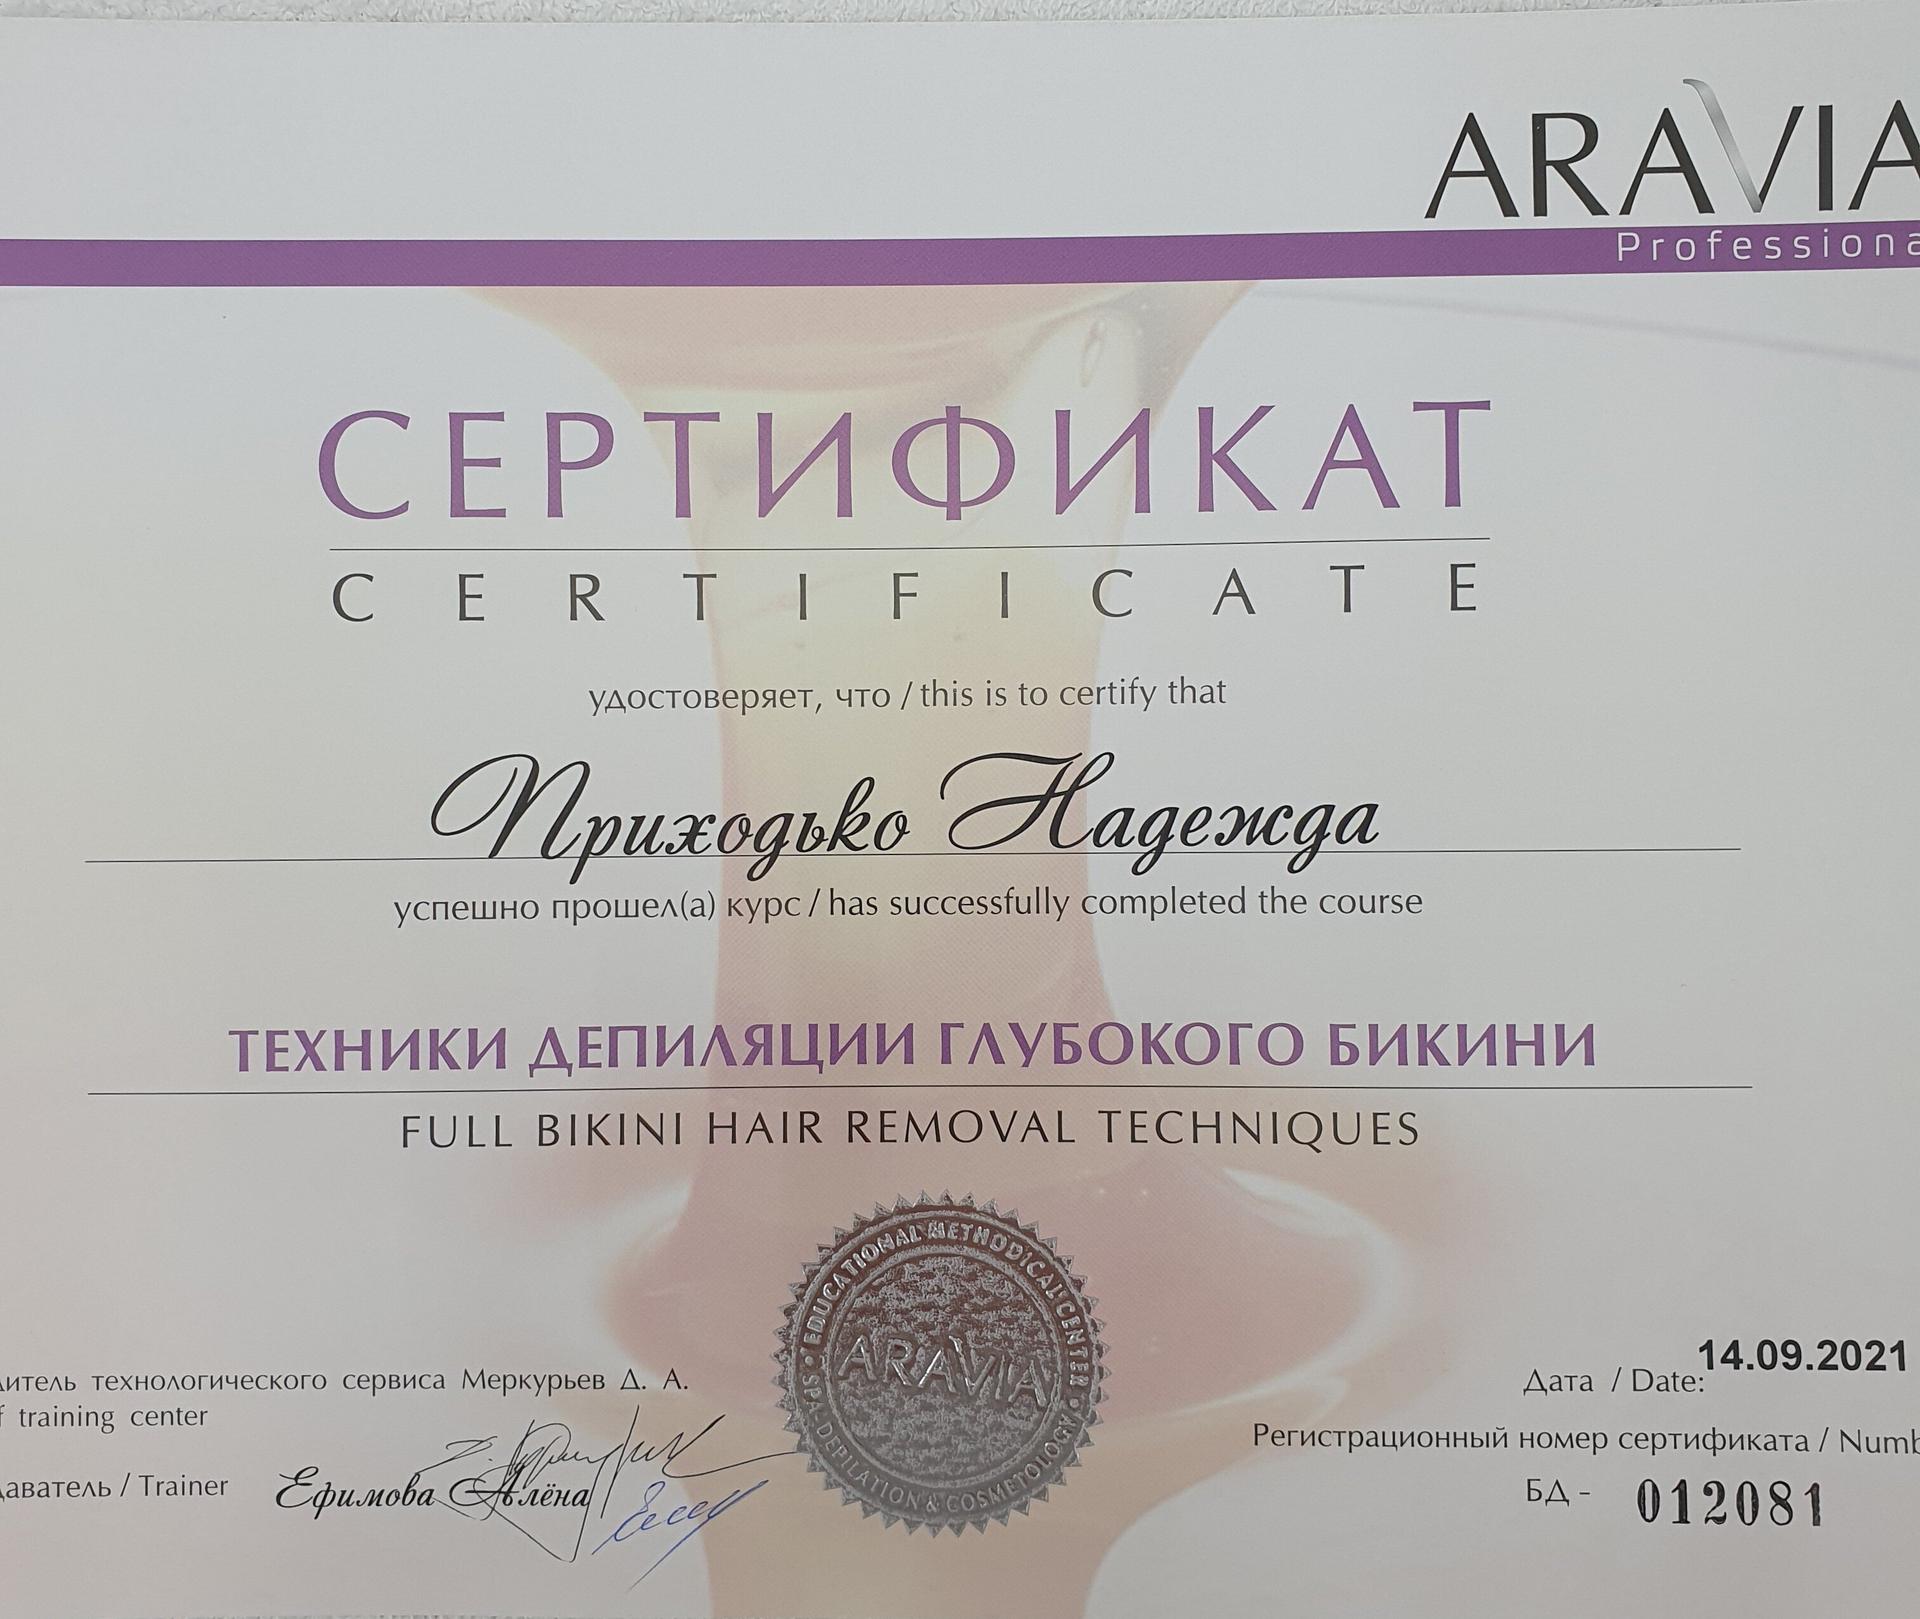 ARAVIA
Professiona
СЕРТИФИКАТ
CERTIFICATE
удостоверяет, что / this is to certify that
Приходько Надежда
успешно прошел(а) курс / has successfully completed the course
ТЕХНИКИ ДЕПИЛЯЦИИ ГЛУБОКОГО БИКИНИ
FULL BIKINI HAIR REMOVAL TECHNIQUES
EDUCATIONAL METHODICAL CENTER
ARAVIA
SPA, DEPILATION & COSMETOLOGY
итель технологического сервиса Меркурьев Д. А.
f training center
даватель / Trainer Ефимова Алёна
14.09.2021
Дата / Date:
Регистрационный номер сертификата / Numb
БД - 012081